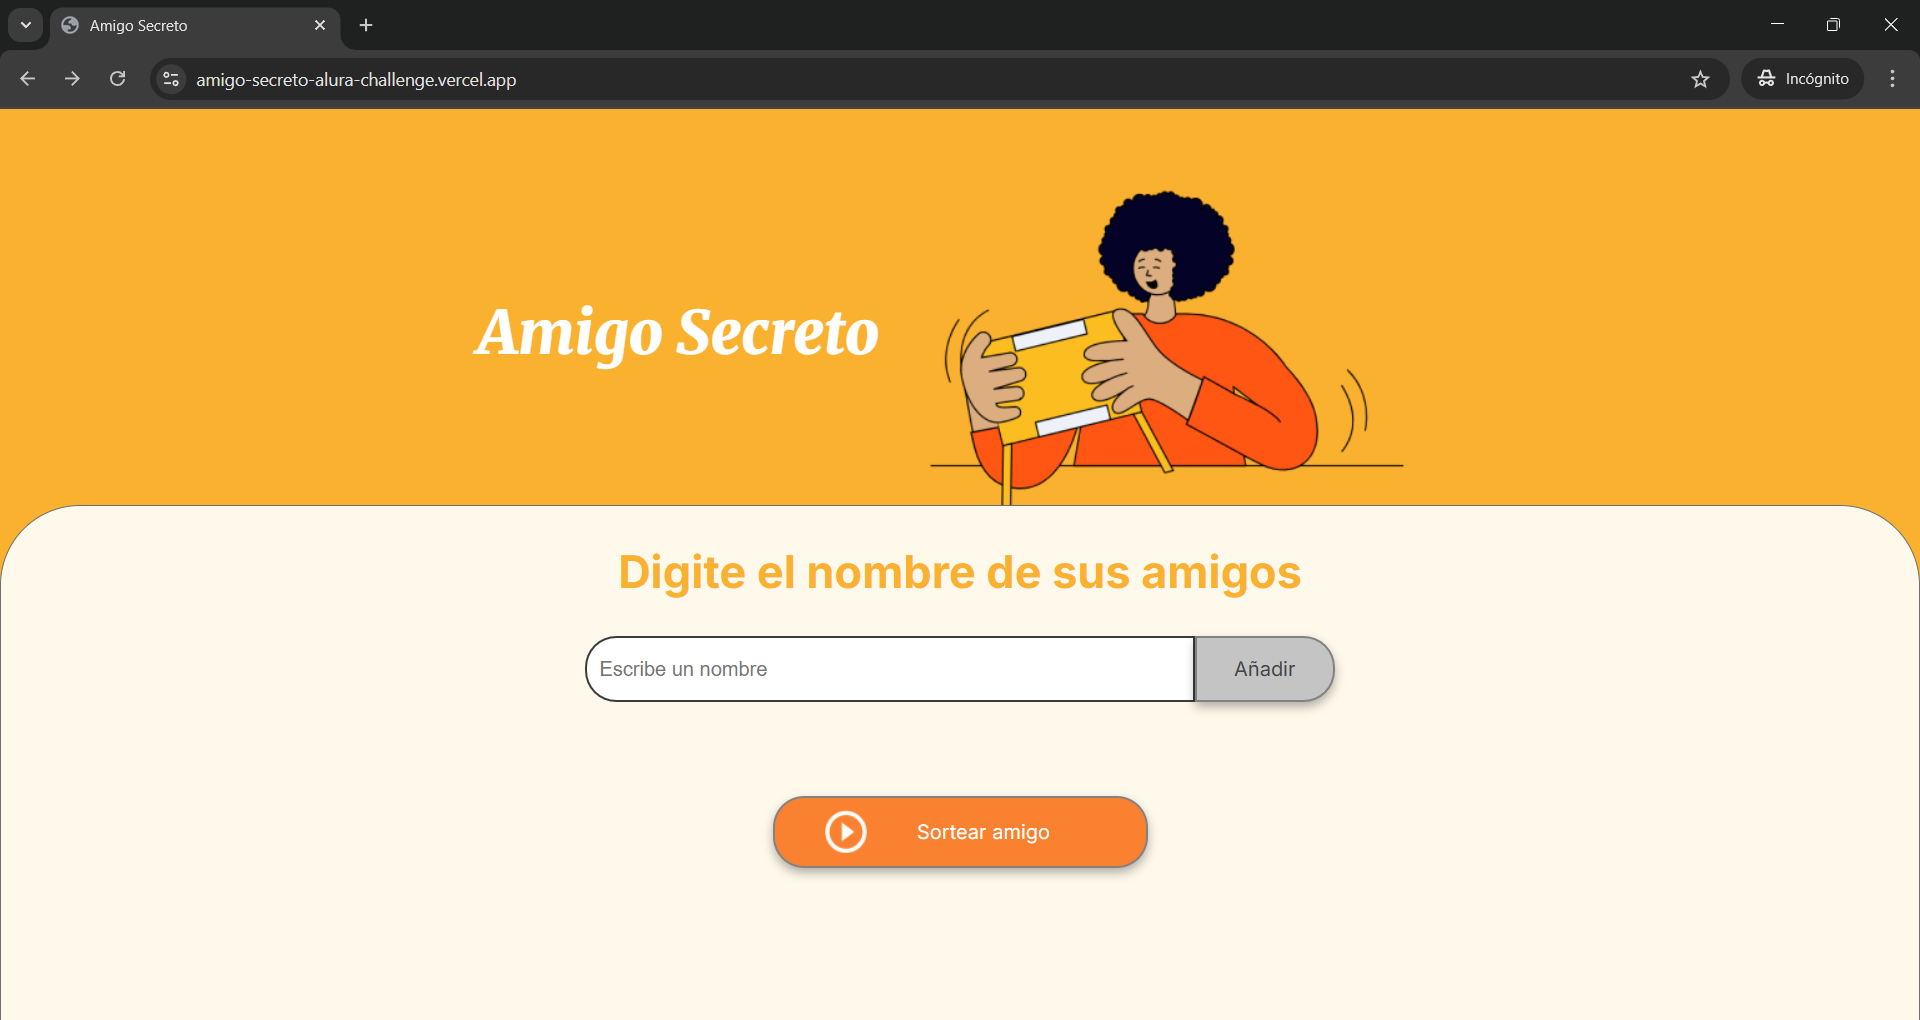 Amigo Secreto
amigo-secreto-alura-challenge.vercel.app
Incógnito
Amigo Secreto
Digite el nombre de sus amigos
Escribe un nombre
Añadir
Sortear amigo